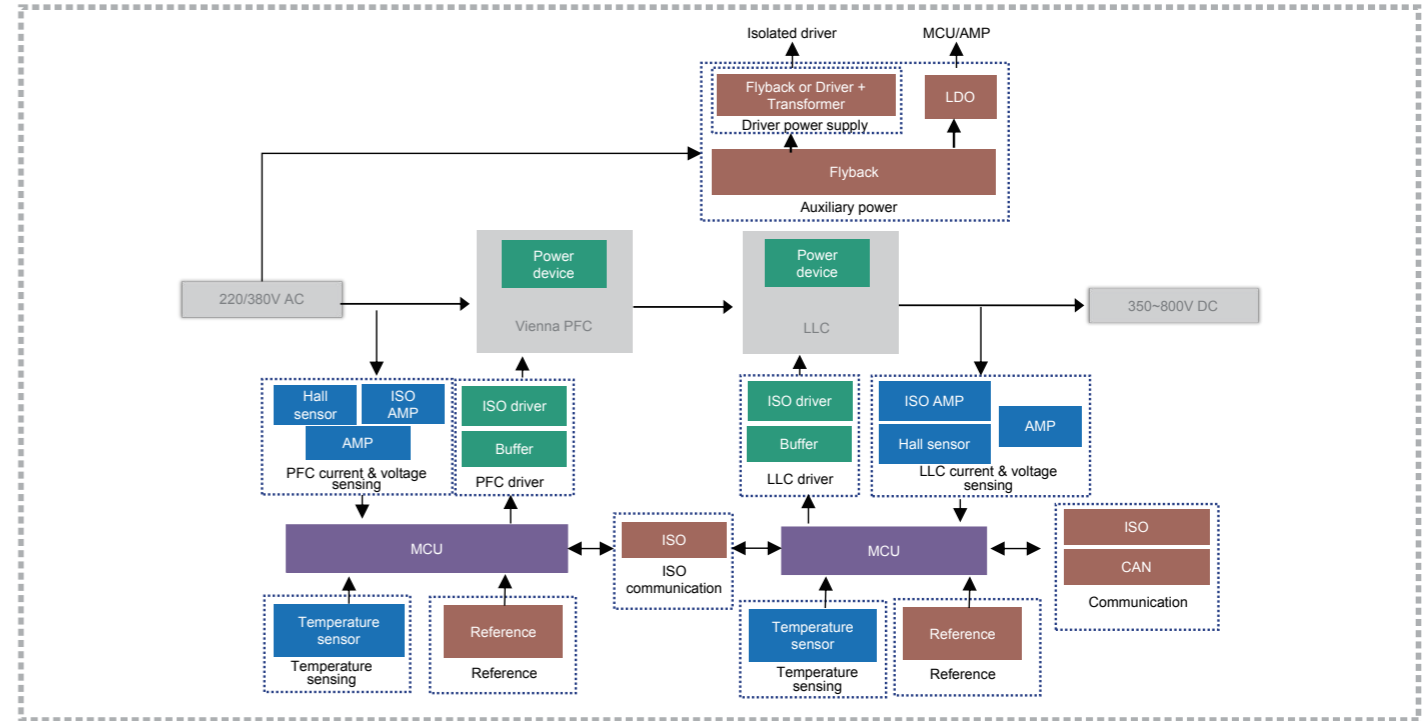 Isolated driver
MCU/AMP
Flyback or Driver +
Transformer
Driver power supply
LDO
Flyback
Auxiliary power
220/380V AC
Power
device
Vienna PFC
Power
device
LLC
350~800V DC
Hall
sensor
ISO
AMP
AMP
PFC current & voltage
sensing
ISO driver
Buffer
PFC driver
ISO driver
Buffer
LLC driver
ISO AMP
Hall sensor
AMP
LLC current & voltage
sensing
MCU
ISO
ISO
communication
MCU
ISO
CAN
Communication
Temperature
sensor
Temperature
sensing
Reference
Reference
Temperature
sensor
Temperature
sensing
Reference
Reference